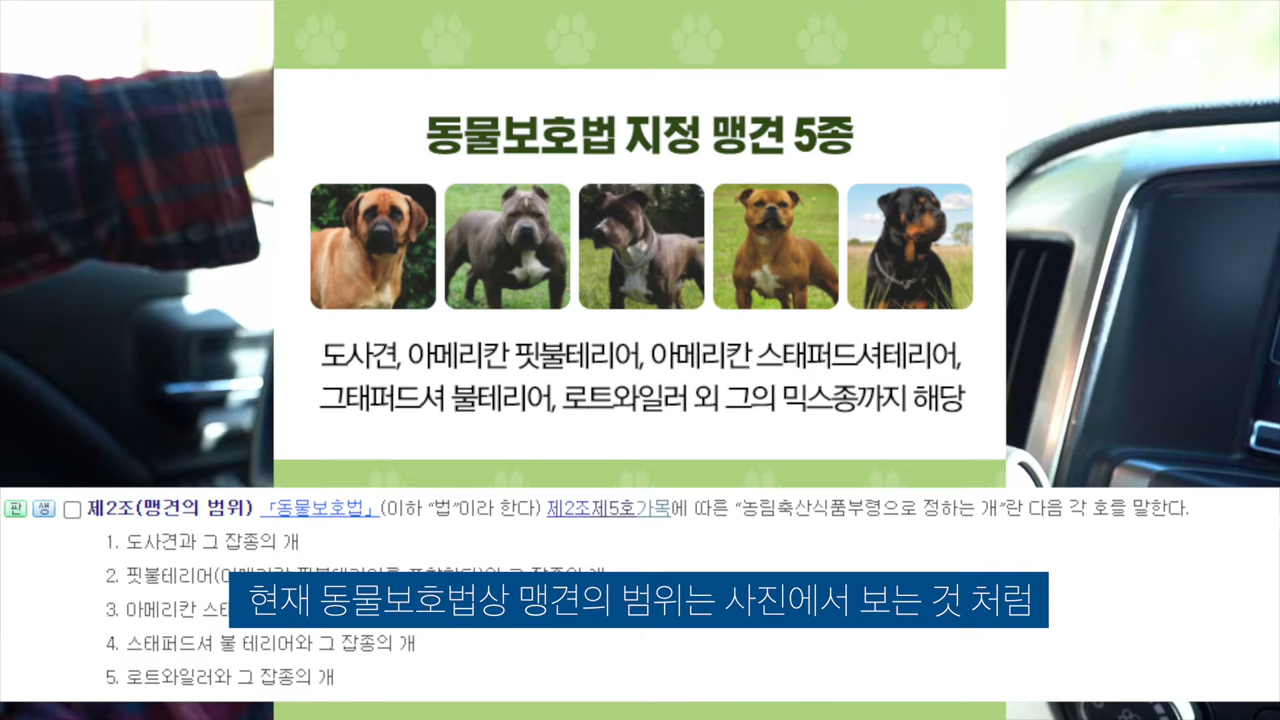 동물보호법 지정 맹견 5종
도사견, 아메리칸 핏불테리어, 아메리칸 스태퍼드셔테리어,
그태퍼드셔 불테리어, 로트와일러 외 그의 믹스종까지 해당
판 생 제2조(맹견의 범위) 「동물보호법」(이하 “법”이라 한다) 제2조제5호가목에 따른 “농림축산식품부령으로 정하는 개”란 다음 각 호를 말한다.
1. 도사견과 그 잡종의 개
2. 핏불테리어
3. 아메리칸
현재 동물보호법상 맹견의 범위는 사진에서 보는 것 처럼
4. 스태퍼드셔 불 테리어와 그 잡종의 개
5. 로트와일러와 그 잡종의 개